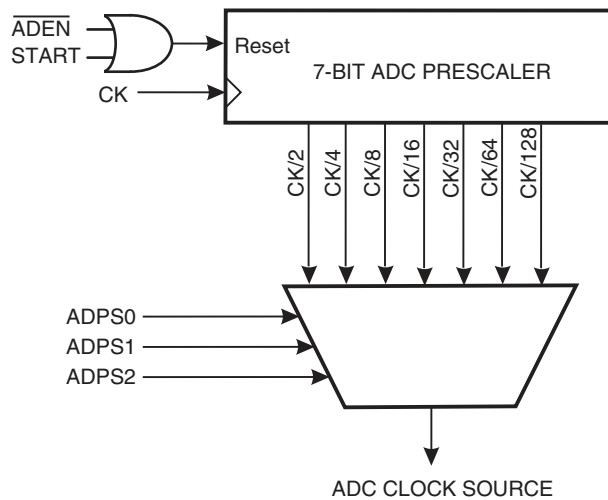 ADEN
START
Reset
7-BIT ADC PRESCALER
CK
CK/2
CK/4
CK/8
CK/16
CK/32
CK/64
CK/128
ADPS0
ADPS1
ADPS2
ADC CLOCK SOURCE